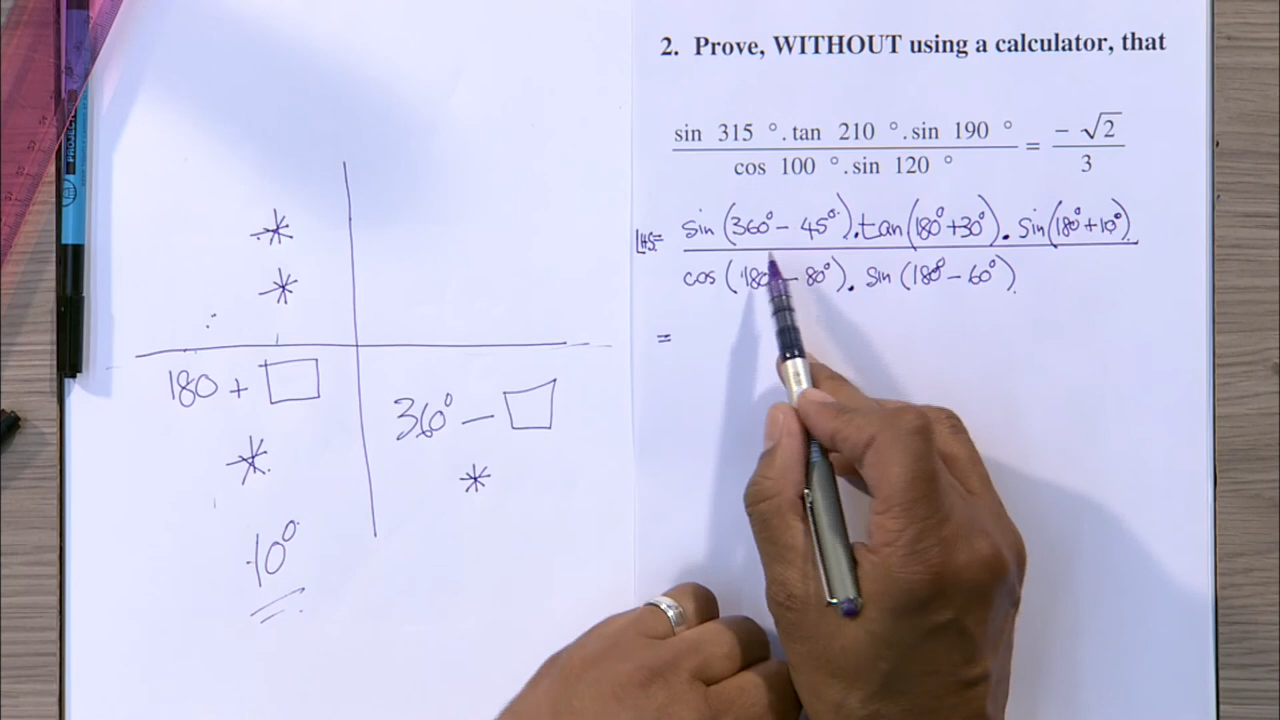 2. Prove, WITHOUT using a calculator, that
sin 315 °. tan 210 °. sin 190 ° / cos 100 °. sin 120 ° = - √2 / 3
LHS= sin (360° - 45°). tan (180° + 30°). sin (180° + 10°) / cos (180 - 80°). sin (180° - 60°)
=
180 + □
360° - □
10°